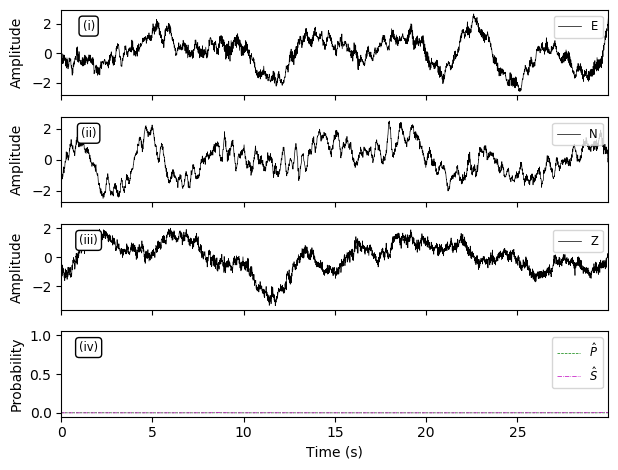 (i)
E
Amplitude
2
0
−2
(ii)
N
Amplitude
2
0
−2
(iii)
Z
Amplitude
2
0
−2
(iv)
P̂
Ŝ
Probability
1.0
0.5
0.0
0 5 10 15 20 25
Time (s)